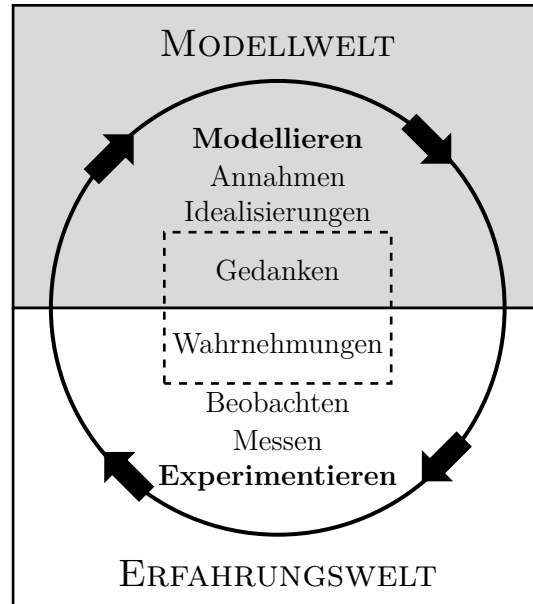 MODELLWELT
Modellieren
Annahmen
Idealisierungen
Gedanken
Wahrnehmungen
Beobachten
Messen
Experimentieren
ERFAHRUNGSWELT